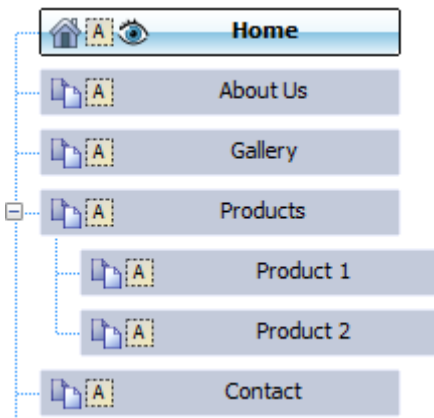 A Home
A About Us
A Gallery
A Products
A Product 1
A Product 2
A Contact